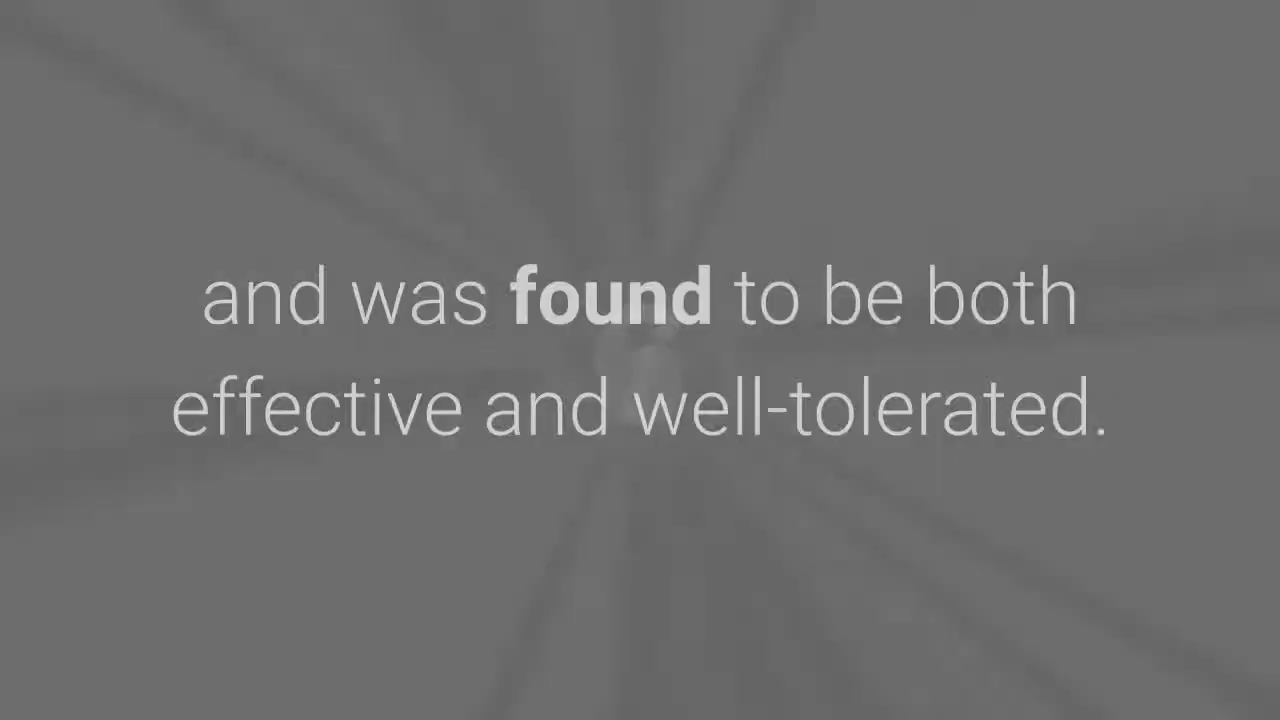 and was found to be both
effective and well-tolerated.